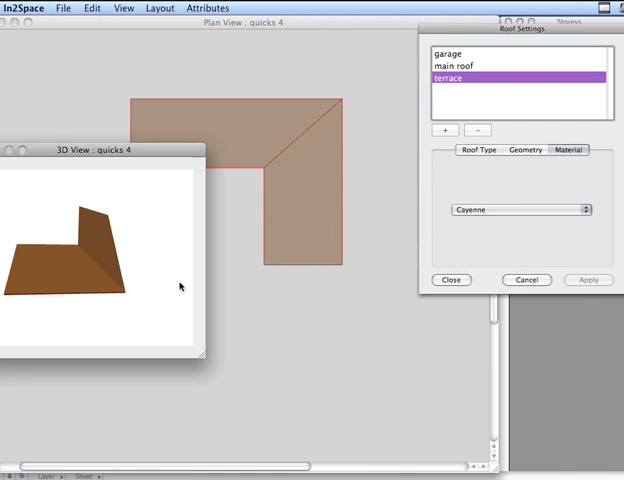 In2Space File Edit View Layout Attributes
Plan View : quicks 4
Storeys
Roof Settings
garage
main roof
terrace
+ -
Roof Type Geometry Material
3D View : quicks 4
Cayenne
Close Cancel Apply
Layer Sheet